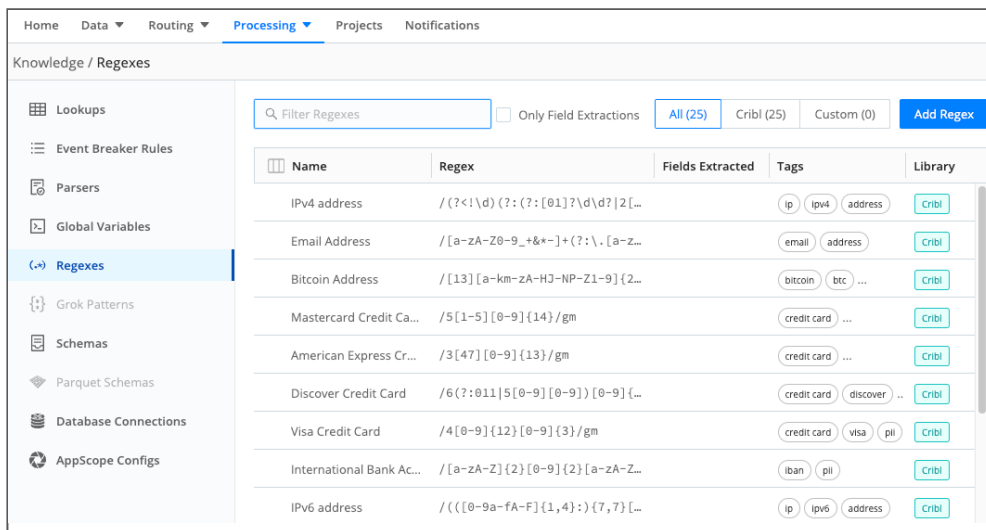 Home Data Routing Processing Projects Notifications
Knowledge / Regexes
Lookups
Event Breaker Rules
Parsers
Global Variables
Regexes
Grok Patterns
Schemas
Parquet Schemas
Database Connections
AppScope Configs
Filter Regexes Only Field Extractions All (25) Cribl (25) Custom (0) Add Regex
Name Regex Fields Extracted Tags Library
IPv4 address /(?<!\d)(?:(?:[01]?\d\d?|2[… ip ipv4 address Cribl
Email Address /[a-zA-Z0-9_+&*-]+(?:\.[a-z… email address Cribl
Bitcoin Address /[13][a-km-zA-HJ-NP-Z1-9]{2… bitcoin btc ... Cribl
Mastercard Credit Ca... /5[1-5][0-9]{14}/gm credit card ... Cribl
American Express Cr... /3[47][0-9]{13}/gm credit card ... Cribl
Discover Credit Card /6(?:011|5[0-9][0-9])[0-9]{… credit card discover .. Cribl
Visa Credit Card /4[0-9]{12}[0-9]{3}/gm credit card visa pii Cribl
International Bank Ac... /[a-zA-Z]{2}[0-9]{2}[a-zA-Z… iban pii Cribl
IPv6 address /(([0-9a-fA-F]{1,4}:){7,7}[… ip ipv6 address Cribl